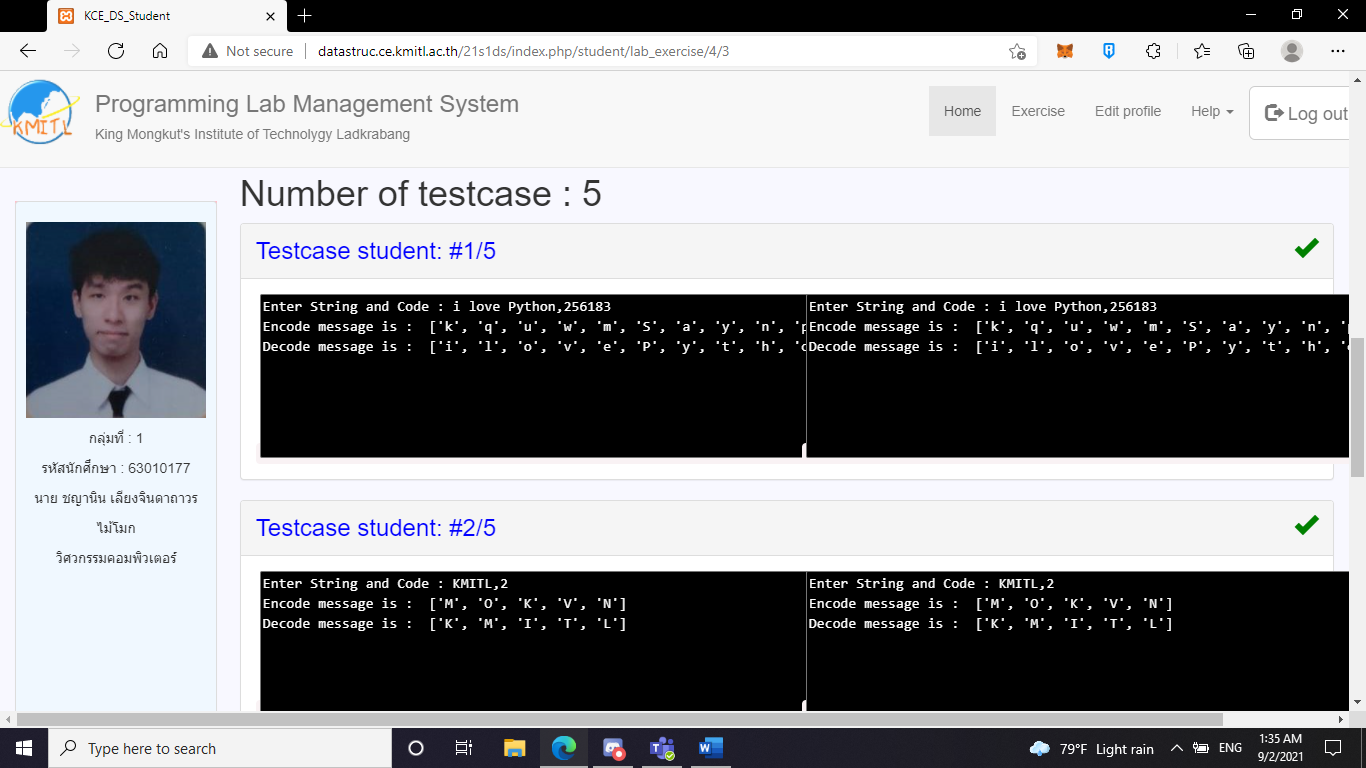 KCE_DS_Student
Not secure
datastruc.ce.kmitl.ac.th/21s1ds/index.php/student/lab_exercise/4/3
KMITL
Programming Lab Management System
King Mongkut's Institute of Technolygy Ladkrabang
Home
Exercise
Edit profile
Help
Log out
กลุ่มที่ : 1
รหัสนักศึกษา : 63010177
นาย ชญานิน เลียงจินดาถาวร
ไม้โมก
วิศวกรรมคอมพิวเตอร์
Number of testcase : 5
Testcase student: #1/5
Enter String and Code : i love Python,256183
Encode message is :  ['k', 'q', 'u', 'w', 'm', 'S', 'a', 'y', 'n', 'p
Decode message is :  ['i', 'l', 'o', 'v', 'e', 'P', 'y', 't', 'h', 'o
Enter String and Code : i love Python,256183
Encode message is :  ['k', 'q', 'u', 'w', 'm', 'S', 'a', 'y', 'n', 'p
Decode message is :  ['i', 'l', 'o', 'v', 'e', 'P', 'y', 't', 'h', 'o
Testcase student: #2/5
Enter String and Code : KMITL,2
Encode message is :  ['M', 'O', 'K', 'V', 'N']
Decode message is :  ['K', 'M', 'I', 'T', 'L']
Enter String and Code : KMITL,2
Encode message is :  ['M', 'O', 'K', 'V', 'N']
Decode message is :  ['K', 'M', 'I', 'T', 'L']
Type here to search
79°F Light rain
ENG
1:35 AM
9/2/2021